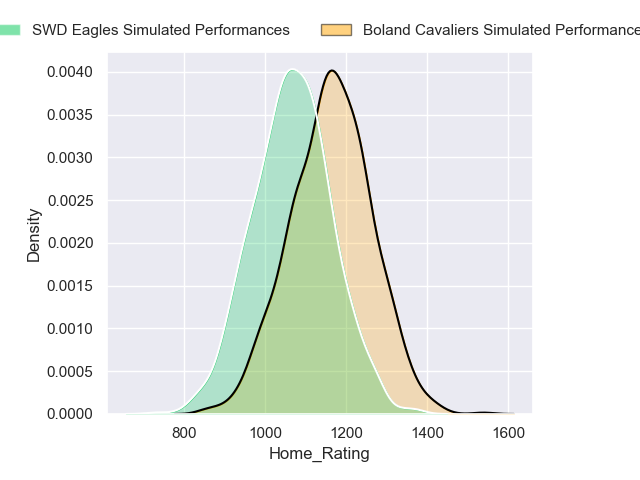 SWD Eagles Simulated Performances
Boland Cavaliers Simulated Performance
0.0040
0.0035
0.0030
0.0025
0.0020
0.0015
0.0010
0.0005
0.0000
Density
800 1000 1200 1400 1600
Home_Rating